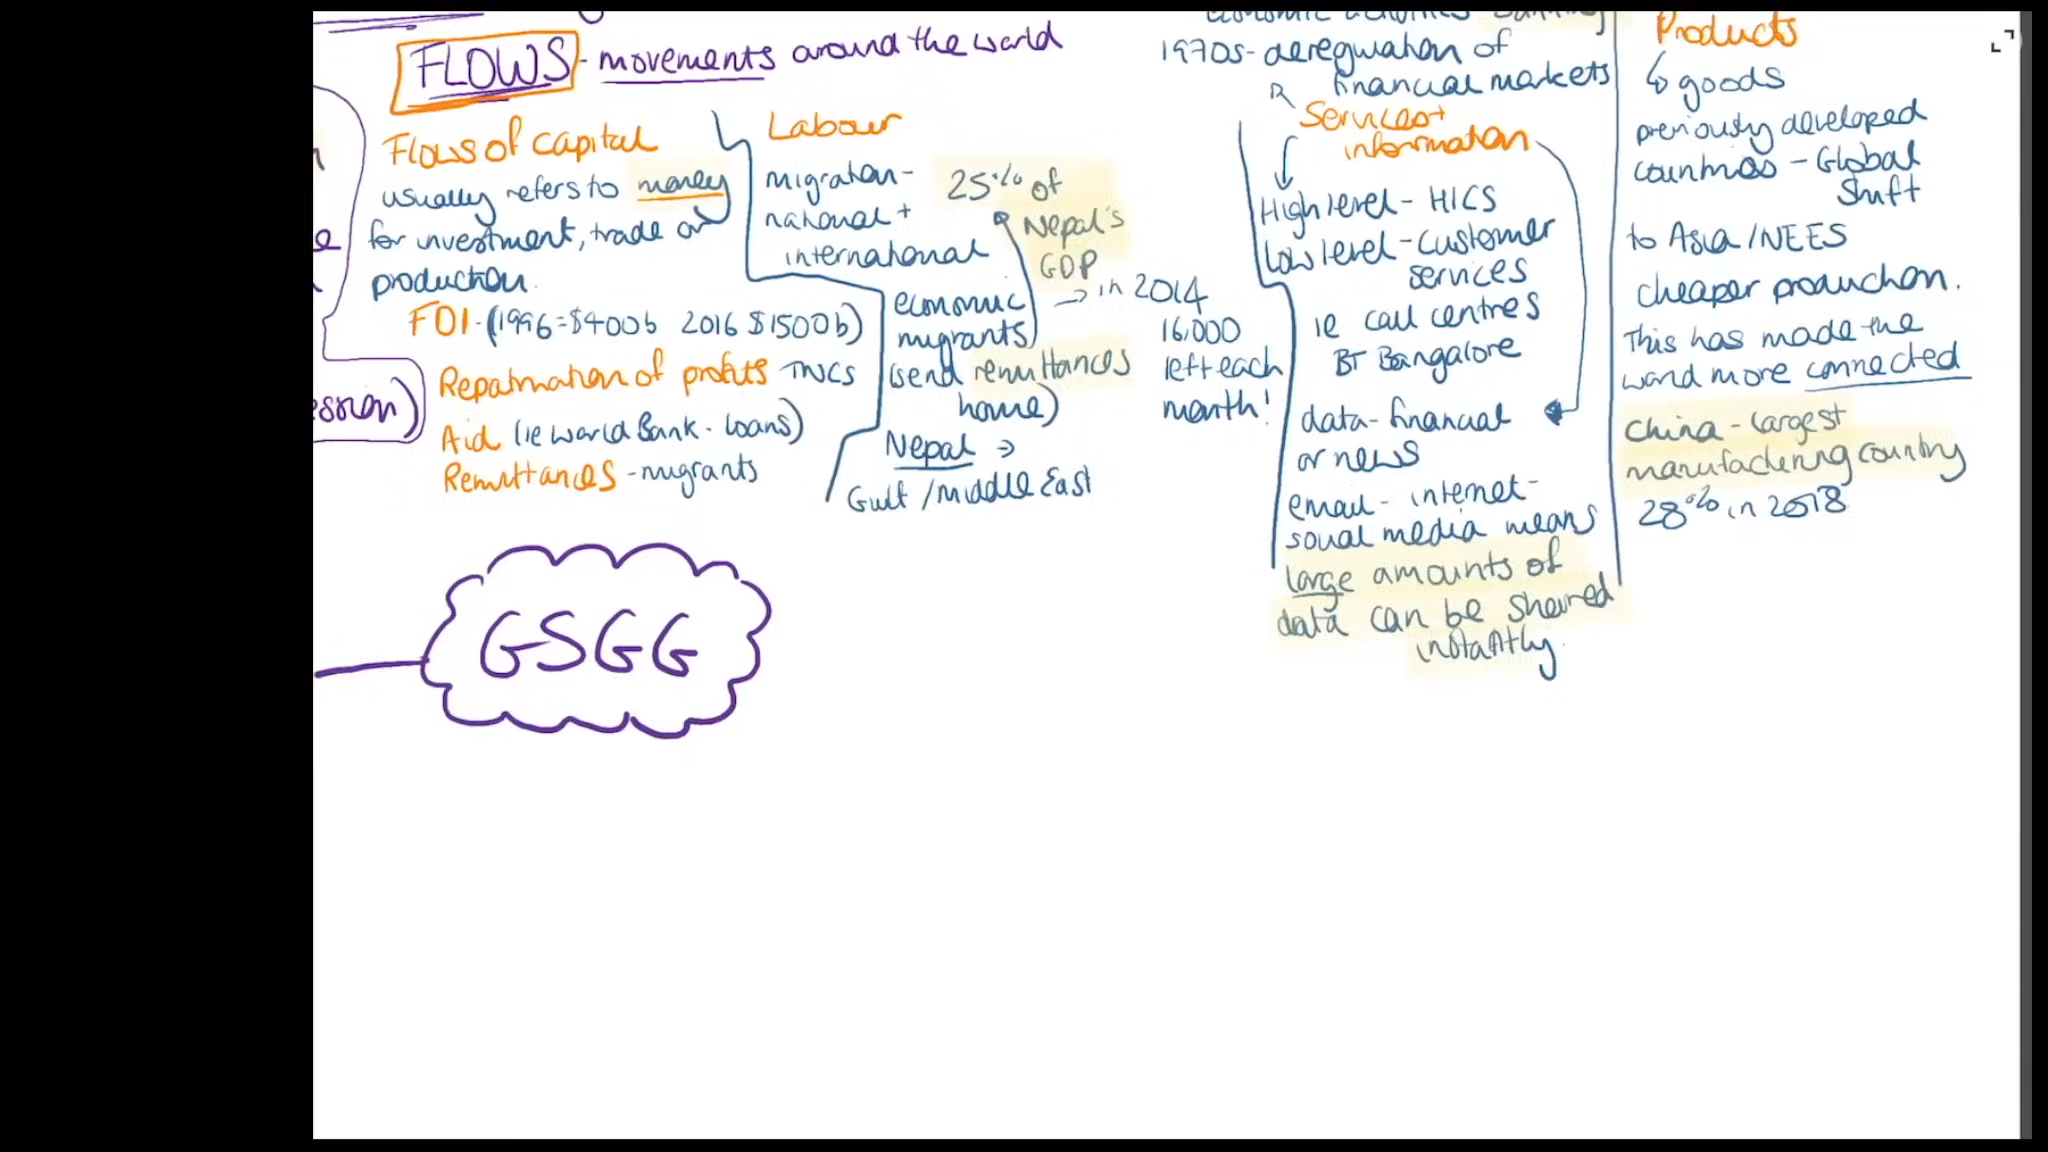 FLOWS - movements around the world
Flows of capital
usually refers to money
for investment, trade or
production.
FDI - (1996 = $400b 2016 $1500b)
Repatriation of profits TNCs
Aid (ie World Bank - loans)
Remittances - migrants
Labour
migration -
national +
international
25% of
Nepal's
GDP
economic
migrants
(send remittances
home)
Nepal →
Gulf / Middle East
→ in 2014
16,000
left each
month!
1970s - deregulation of
financial markets
Services +
information
High level - HICs
Low level - customer
services
ie call centres
BT Bangalore
data - financial
or news
email - internet -
social media means
large amounts of
data can be shared
instantly.
Products
↳ goods
previously developed
countries - Global
Shift
to Asia / NEES
cheaper production.
This has made the
world more connected
China - largest
manufacturing country
28% in 2018
ession)
GSGG